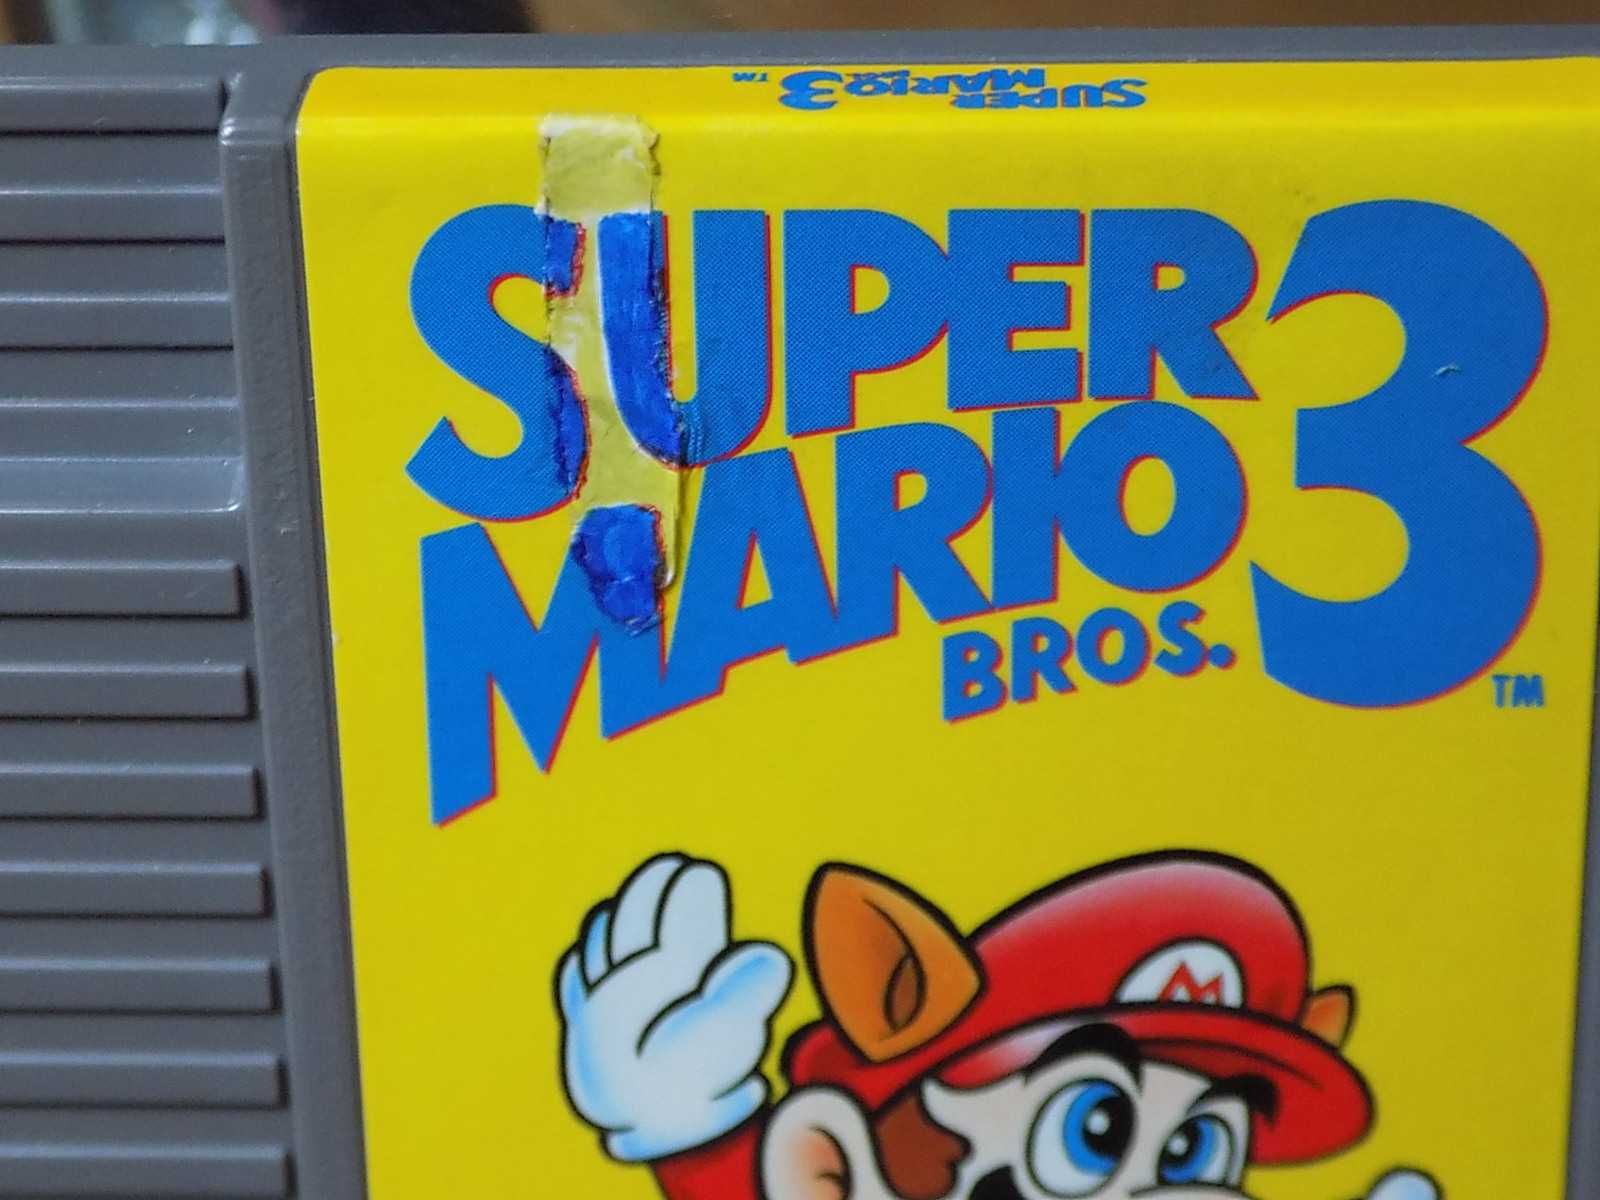 SUPER MARIO 3 ™
SUPER
MARIO 3
BROS. ™
M